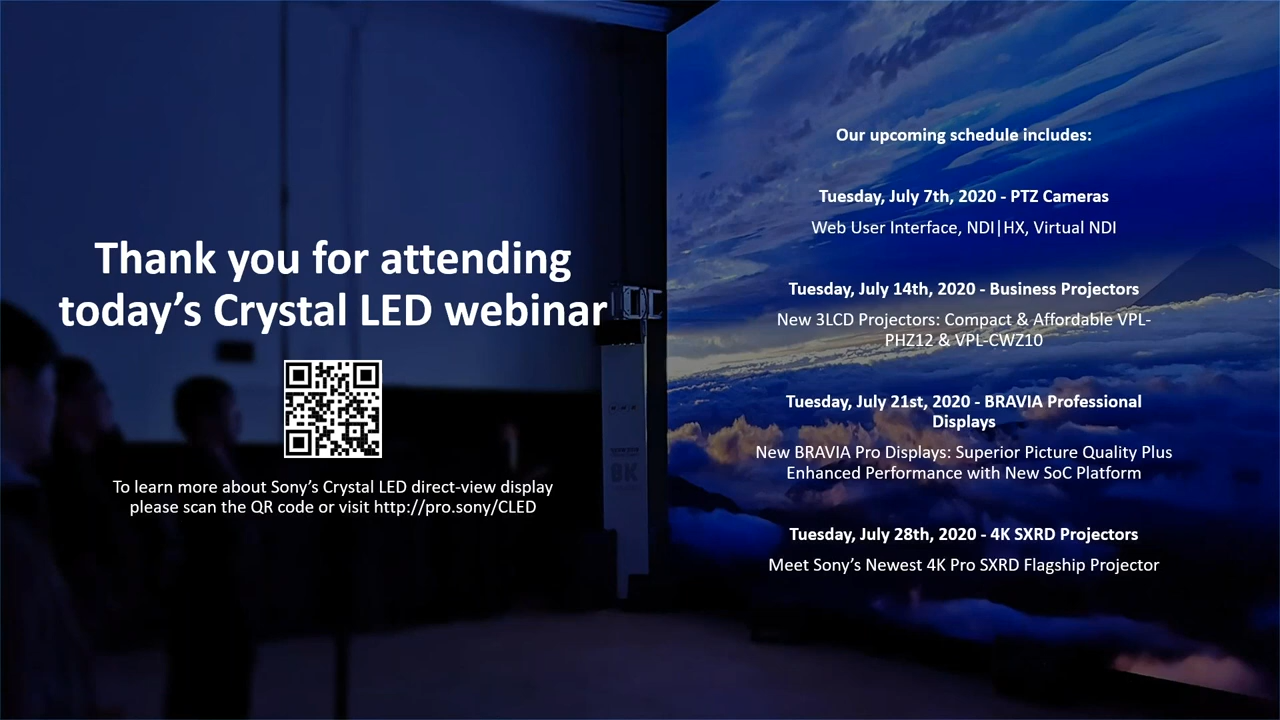 Thank you for attending
today's Crystal LED webinar
To learn more about Sony's Crystal LED direct-view display
please scan the QR code or visit http://pro.sony/CLED
8K
Our upcoming schedule includes:
Tuesday, July 7th, 2020 - PTZ Cameras
Web User Interface, NDI|HX, Virtual NDI
Tuesday, July 14th, 2020 - Business Projectors
New 3LCD Projectors: Compact & Affordable VPL-
PHZ12 & VPL-CWZ10
Tuesday, July 21st, 2020 - BRAVIA Professional
Displays
New BRAVIA Pro Displays: Superior Picture Quality Plus
Enhanced Performance with New SoC Platform
Tuesday, July 28th, 2020 - 4K SXRD Projectors
Meet Sony's Newest 4K Pro SXRD Flagship Projector